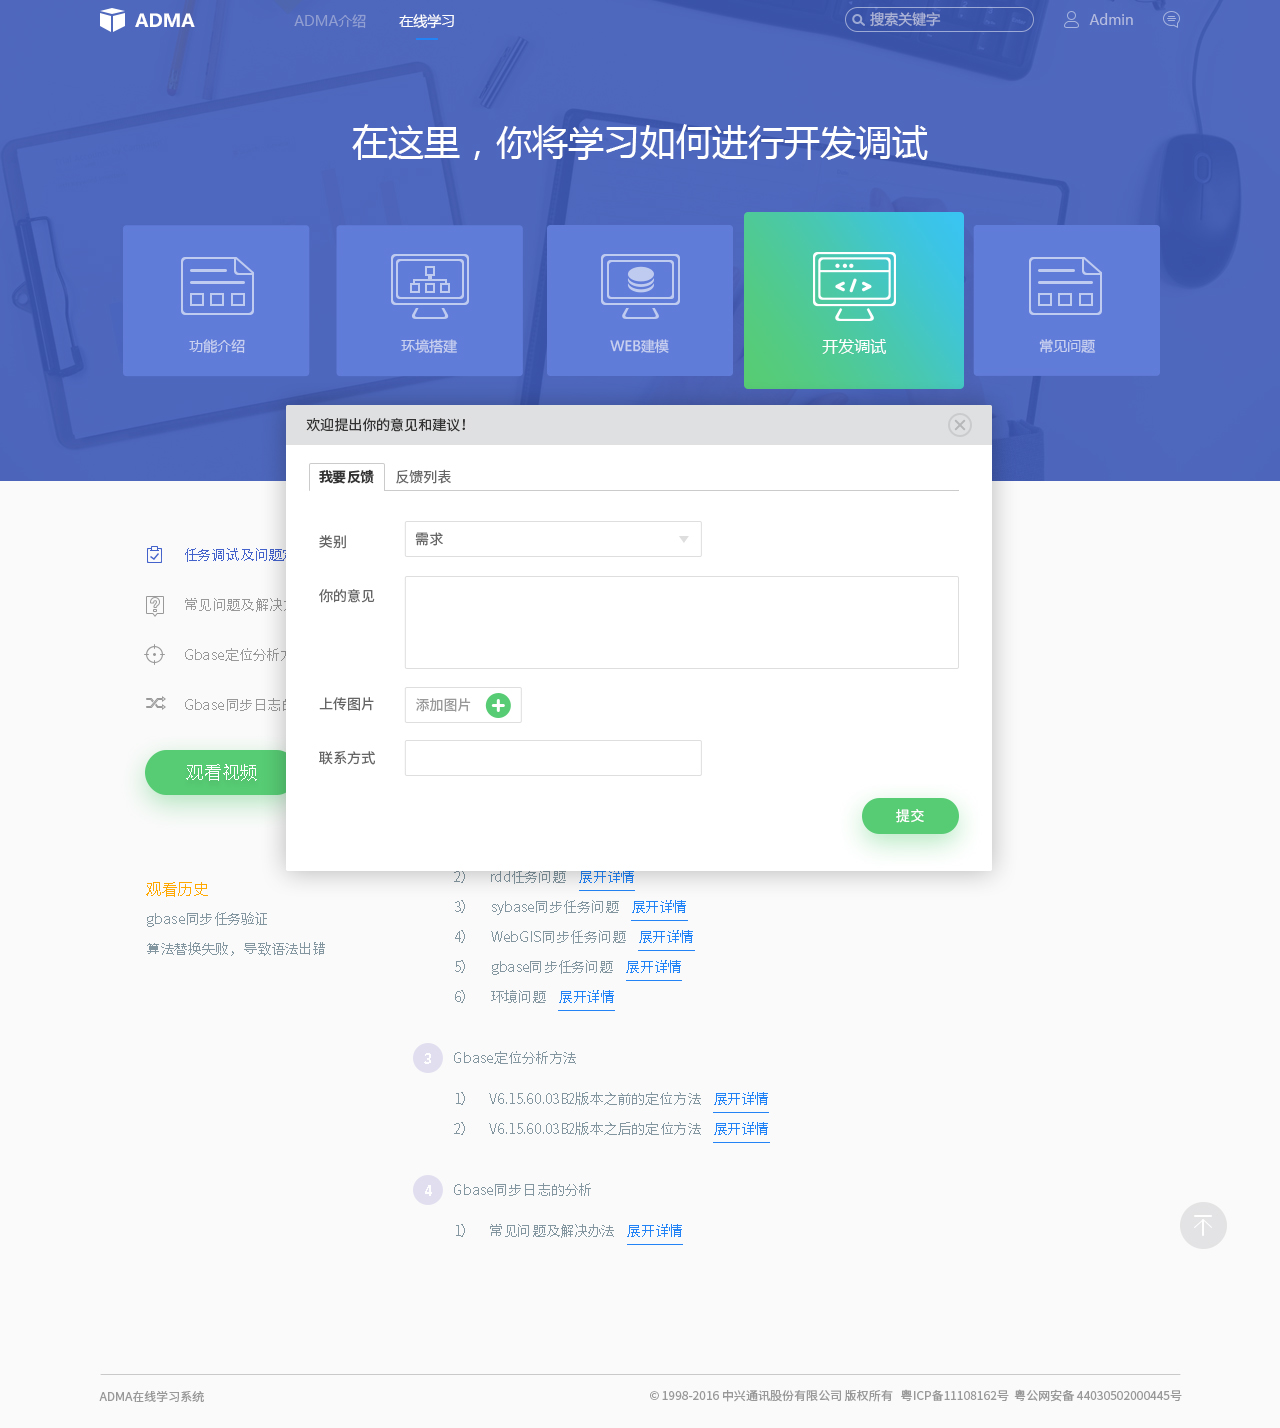 ADMA
ADMA介绍
在线学习
搜索关键字
Admin
在这里，你将学习如何进行开发调试
功能介绍
环境搭建
WEB建模
开发调试
常见问题
欢迎提出你的意见和建议！
我要反馈
反馈列表
类别
需求
你的意见
上传图片
添加图片
联系方式
提交
任务调试及问题
常见问题及解决
Gbase定位分析
Gbase同步日志
观看视频
观看历史
gbase同步任务验证
算法替换失败，导致语法出错
2） rdd任务问题 展开详情
3） sybase同步任务问题 展开详情
4） WebGIS同步任务问题 展开详情
5） gbase同步任务问题 展开详情
6） 环境问题 展开详情
3 Gbase定位分析方法
1） V6.15.60.03B2版本之前的定位方法 展开详情
2） V6.15.60.03B2版本之后的定位方法 展开详情
4 Gbase同步日志的分析
1） 常见问题及解决办法 展开详情
ADMA在线学习系统
© 1998-2016 中兴通讯股份有限公司 版权所有 粤ICP备11108162号 粤公网安备 44030502000445号